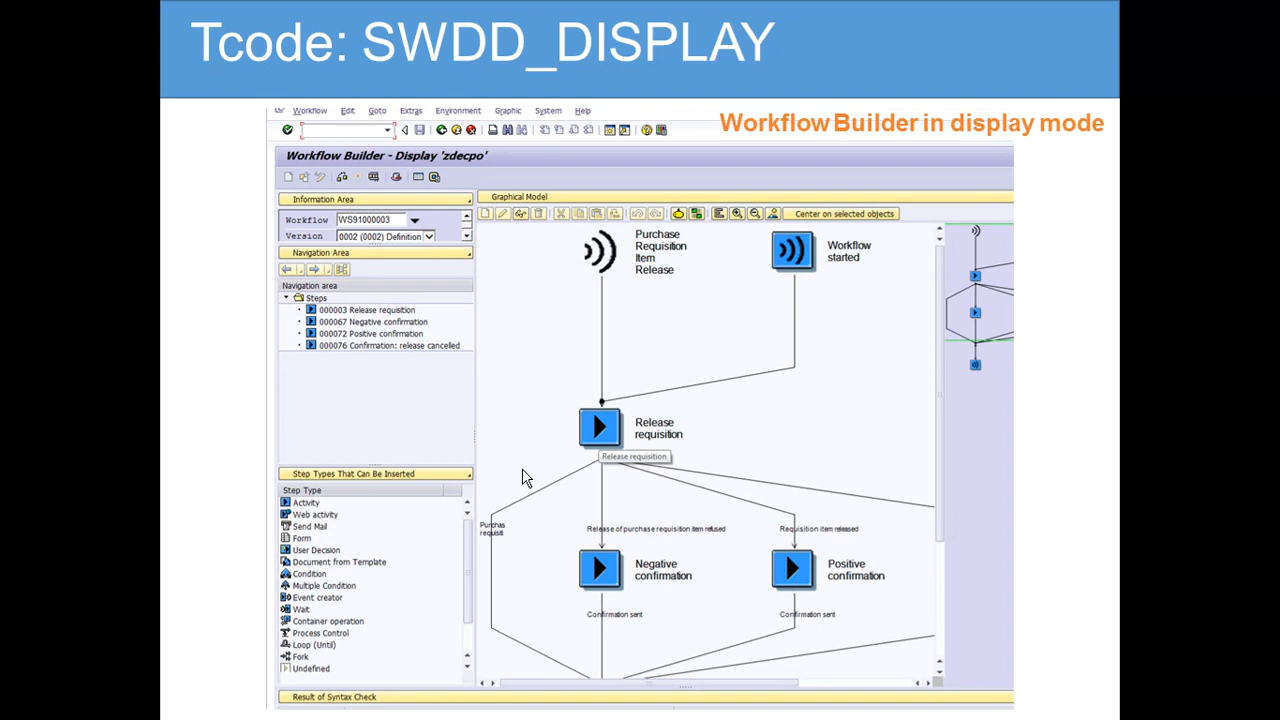 Tcode: SWDD_DISPLAY
Workflow Edit Goto Extras Environment Graphic System Help
Workflow Builder in display mode
Workflow Builder - Display 'zdecpo'
Information Area
Workflow WS91000003
Version 0002 (0002) Definition
Navigation Area
Navigation area
Steps
000003 Release requisition
000067 Negative confirmation
000072 Positive confirmation
000076 Confirmation: release cancelled
Step Types That Can Be Inserted
Step Type
Activity
Web activity
Send Mail
Form
User Decision
Document from Template
Condition
Multiple Condition
Event creator
Wait
Container operation
Process Control
Loop (Until)
Fork
Undefined
Graphical Model
Center on selected objects
Purchase
Requisition
Item
Release
Workflow
started
Release
requisition
Release requisition
Purchas
requisiti
Release of purchase requisition item refused
Requisition item released
Negative
confirmation
Positive
confirmation
Confirmation sent
Confirmation sent
Result of Syntax Check